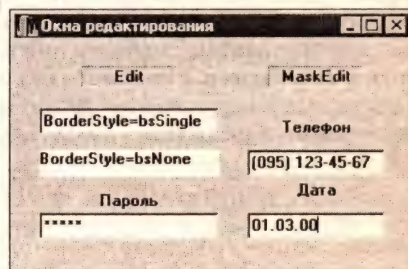 Окна редактирования
Edit
MaskEdit
BorderStyle=bsSingle
Телефон
BorderStyle=bsNone
(095) 123-45-67
Пароль
Дата
*****
01.03.00